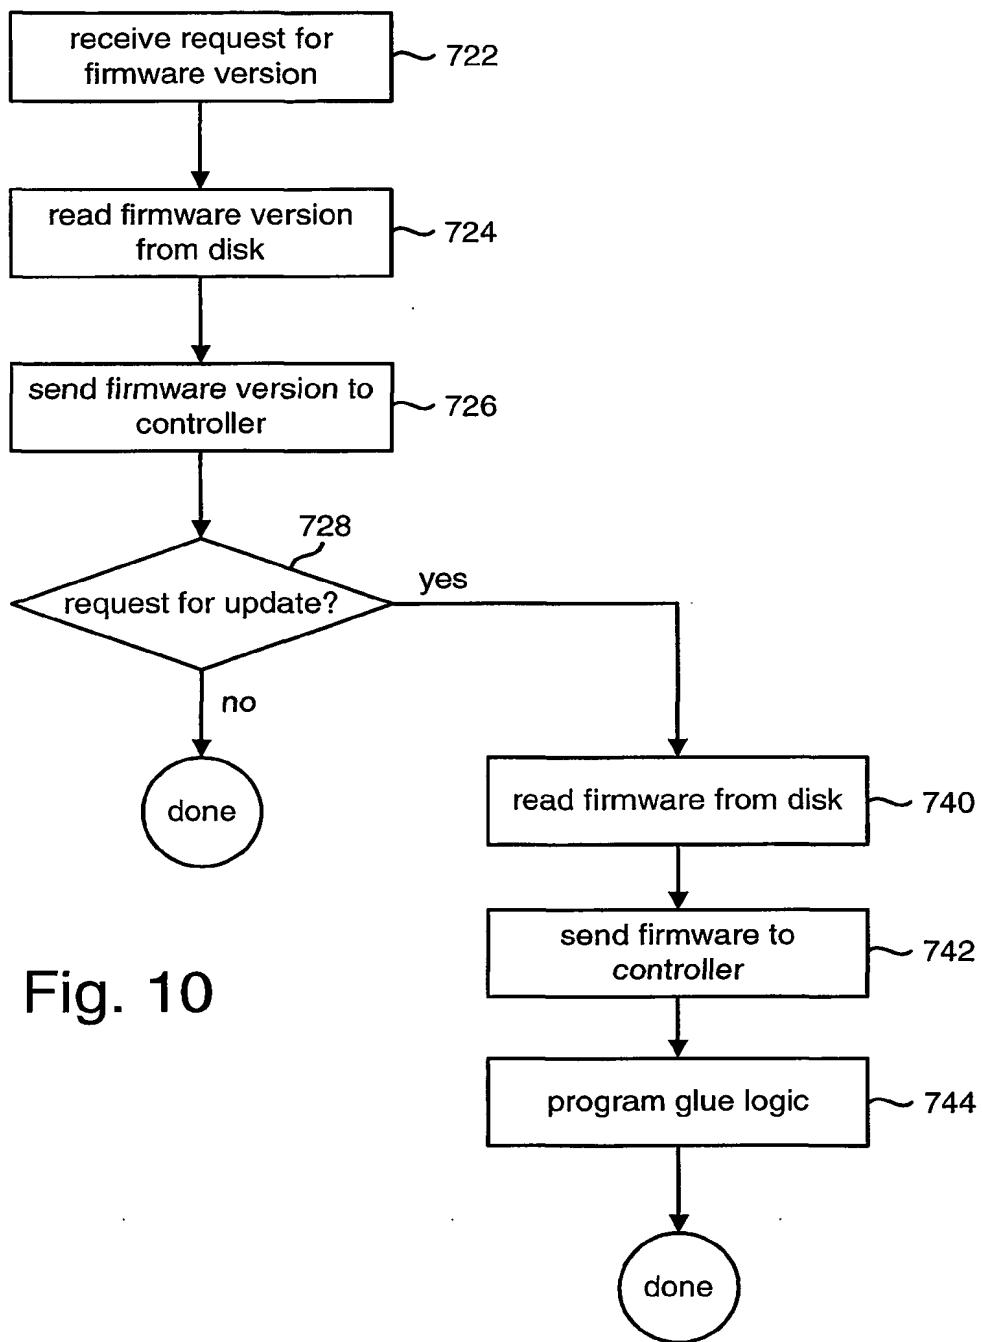 receive request for
firmware version
722
read firmware version
from disk
724
send firmware version to
controller
726
728
request for update?
yes
no
done
read firmware from disk
740
send firmware to
controller
742
Fig. 10
program glue logic
744
done